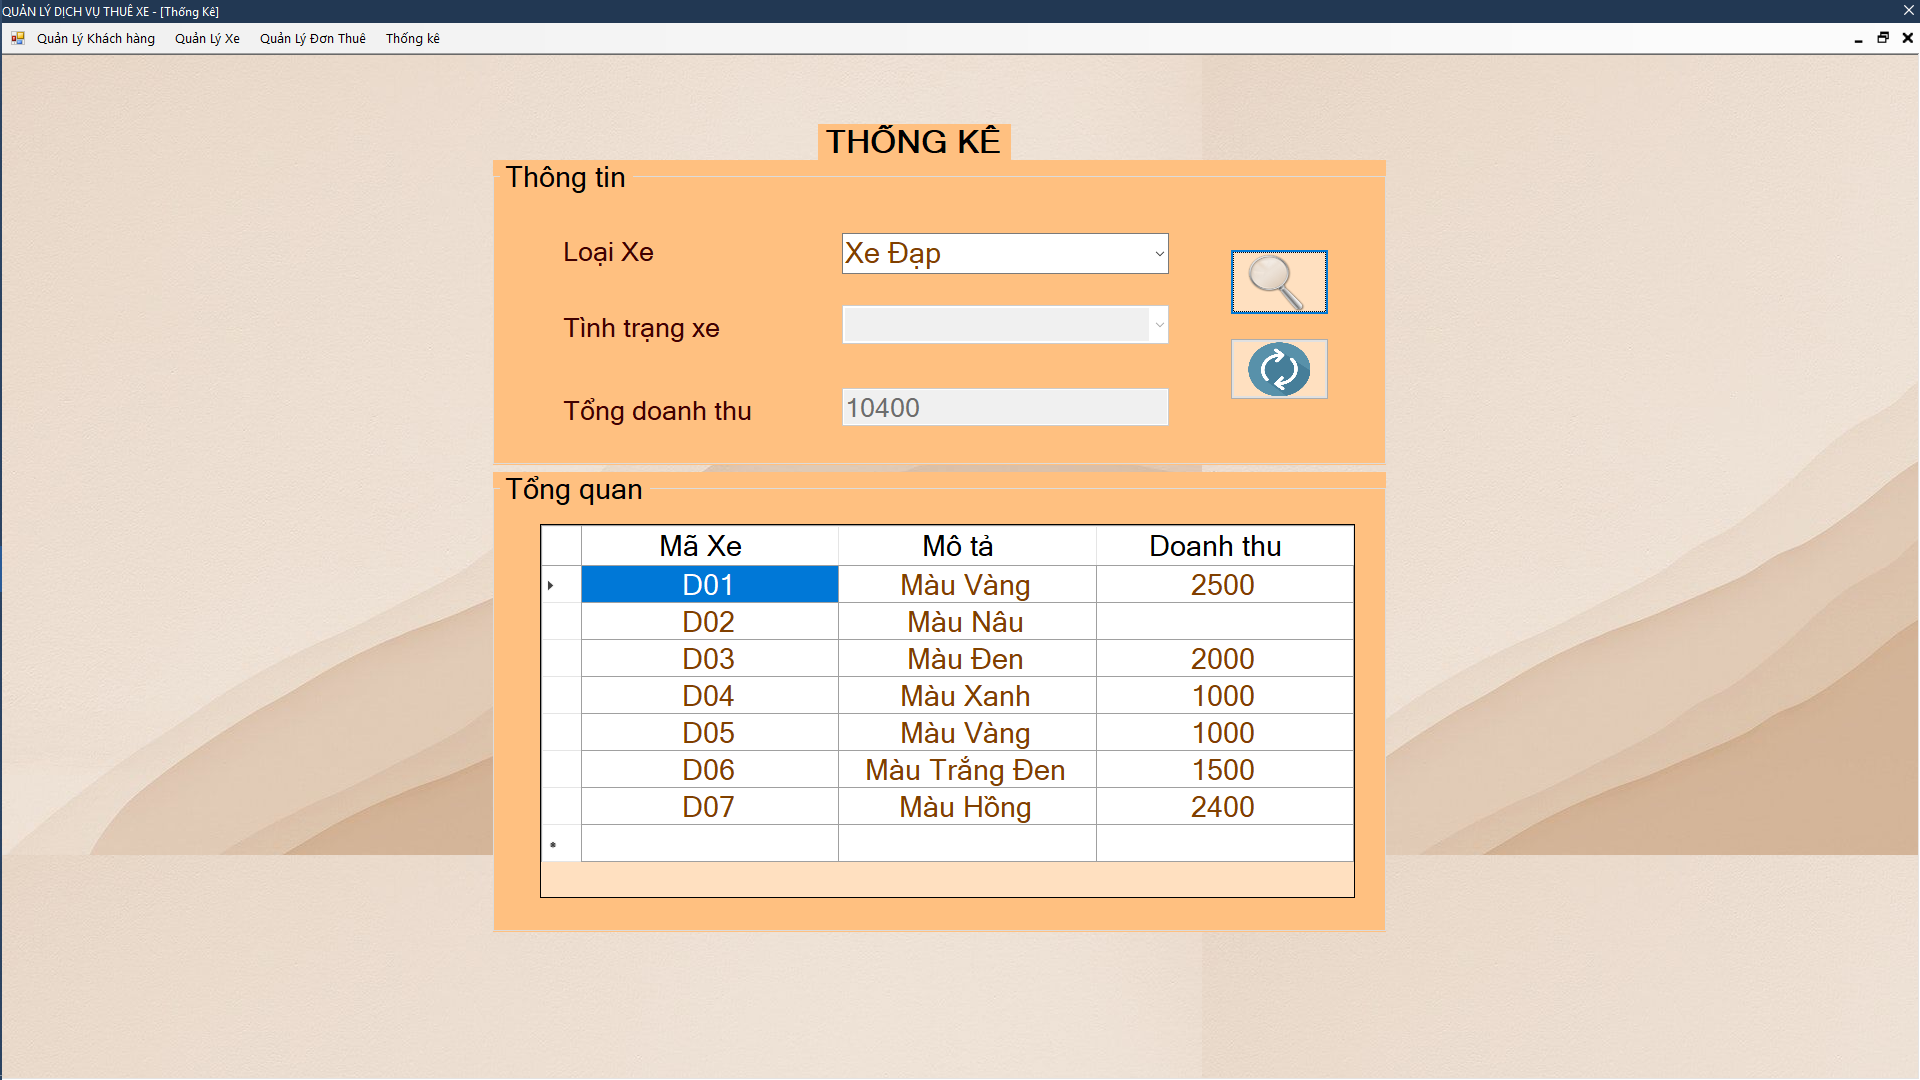 QUẢN LÝ DỊCH VỤ THUÊ XE - [Thống Kê]
Quản Lý Khách hàng Quản Lý Xe Quản Lý Đơn Thuê Thống kê
THỐNG KÊ
Thông tin
Loại Xe Xe Đạp
Tình trạng xe
Tổng doanh thu 10400
Tổng quan
Mã Xe Mô tả Doanh thu
D01 Màu Vàng 2500
D02 Màu Nâu
D03 Màu Đen 2000
D04 Màu Xanh 1000
D05 Màu Vàng 1000
D06 Màu Trắng Đen 1500
D07 Màu Hồng 2400